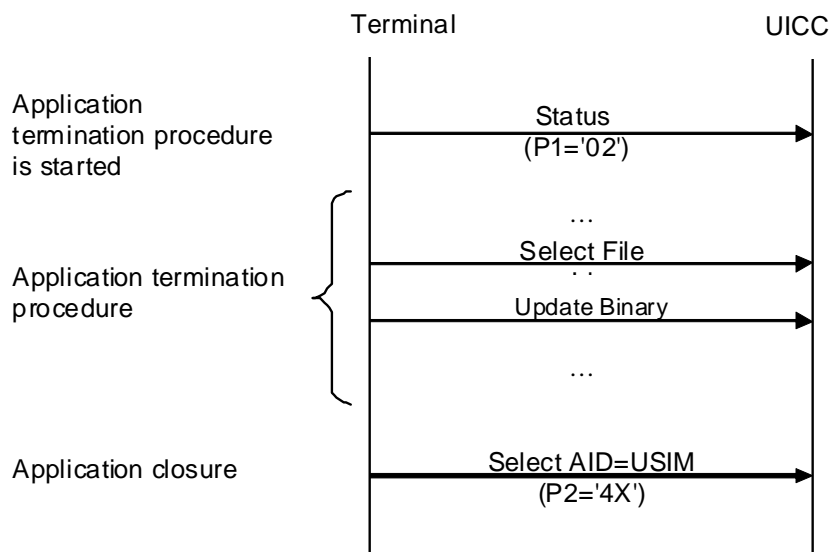 Terminal
UICC
Application
termination procedure
is started
Status
(P1='02')
...
Select File
. .
Application termination
procedure
Update Binary
...
Application closure
Select AID=USIM
(P2='4X')